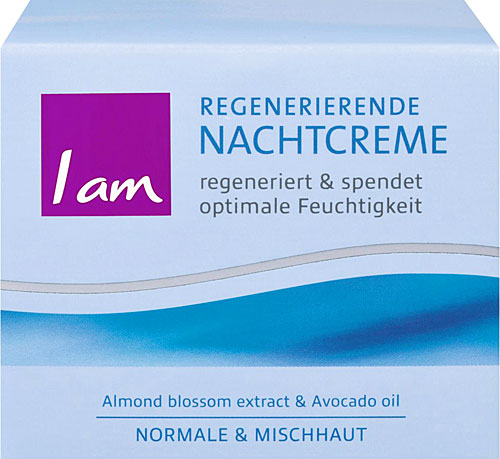 I am
REGENERIERENDE
NACHTCREME
regeneriert & spendet
optimale Feuchtigkeit
Almond blossom extract & Avocado oil
NORMALE & MISCHHAUT